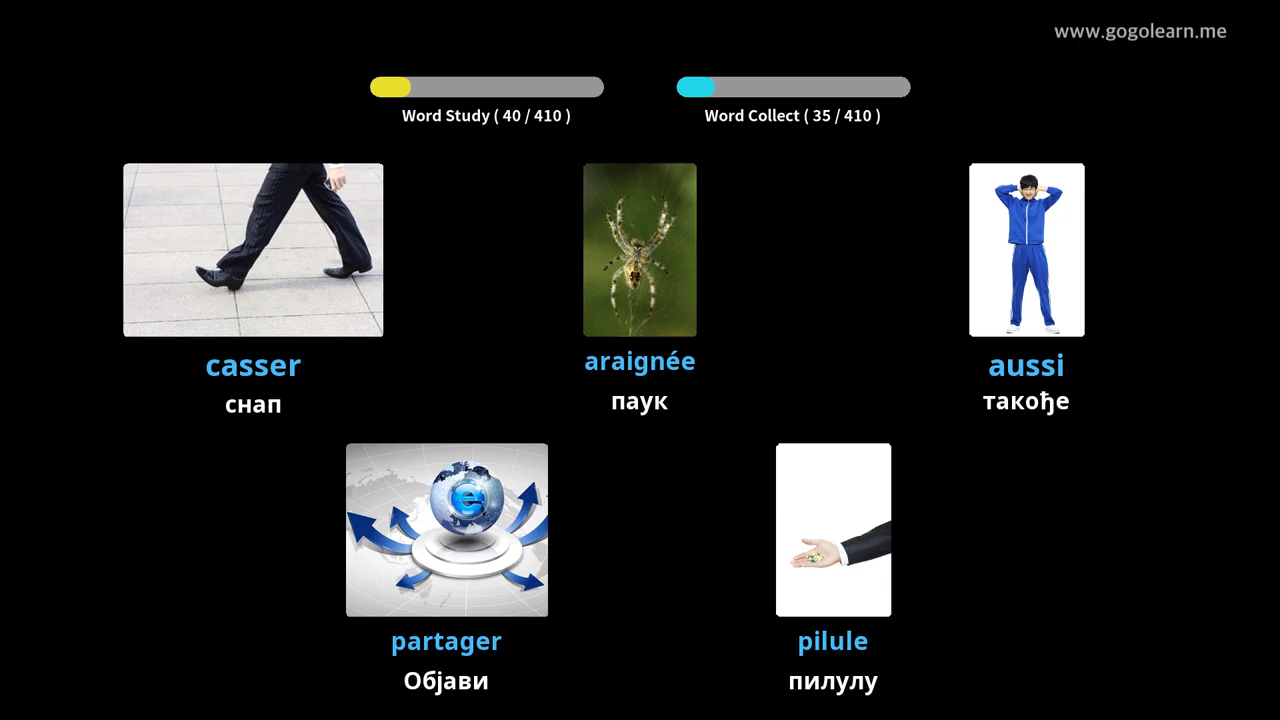 www.gogolearn.me
Word Study ( 40 / 410 )
Word Collect ( 35 / 410 )
casser
снап
araignée
паук
aussi
такође
e
partager
Објави
pilule
пилулу